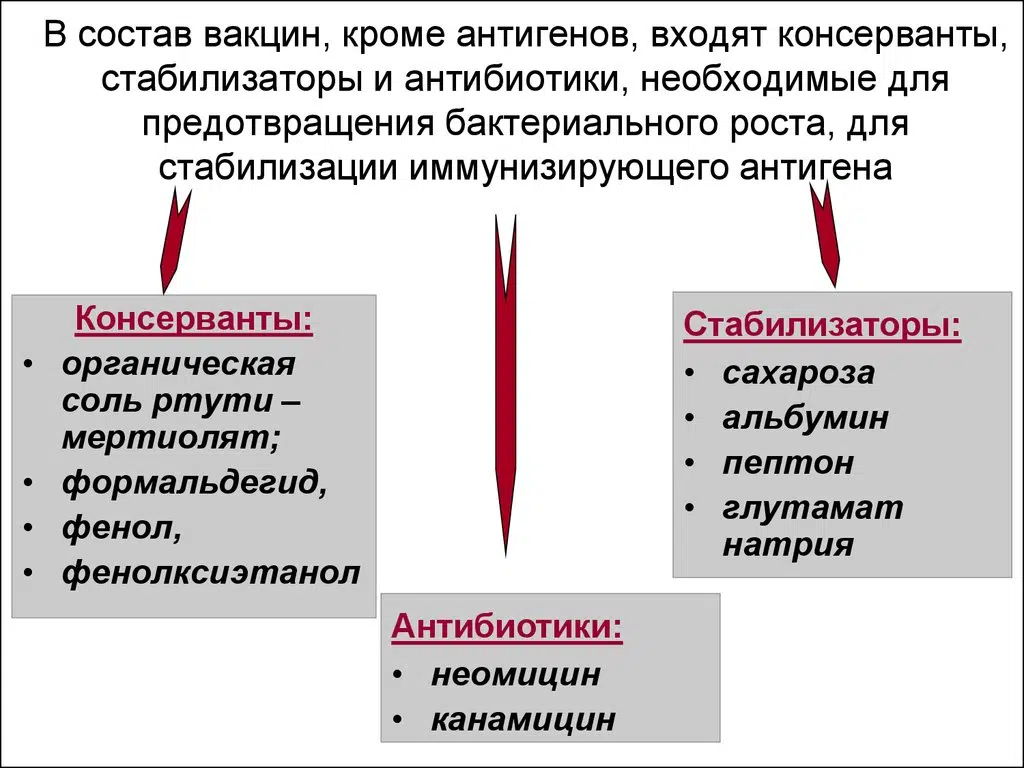 В состав вакцин, кроме антигенов, входят консерванты,
стабилизаторы и антибиотики, необходимые для
предотвращения бактериального роста, для
стабилизации иммунизирующего антигена
Консерванты:
• органическая
соль ртути –
мертиолят;
• формальдегид,
• фенол,
• фенолксиэтанол
Стабилизаторы:
• сахароза
• альбумин
• пептон
• глутамат
натрия
Антибиотики:
• неомицин
• канамицин